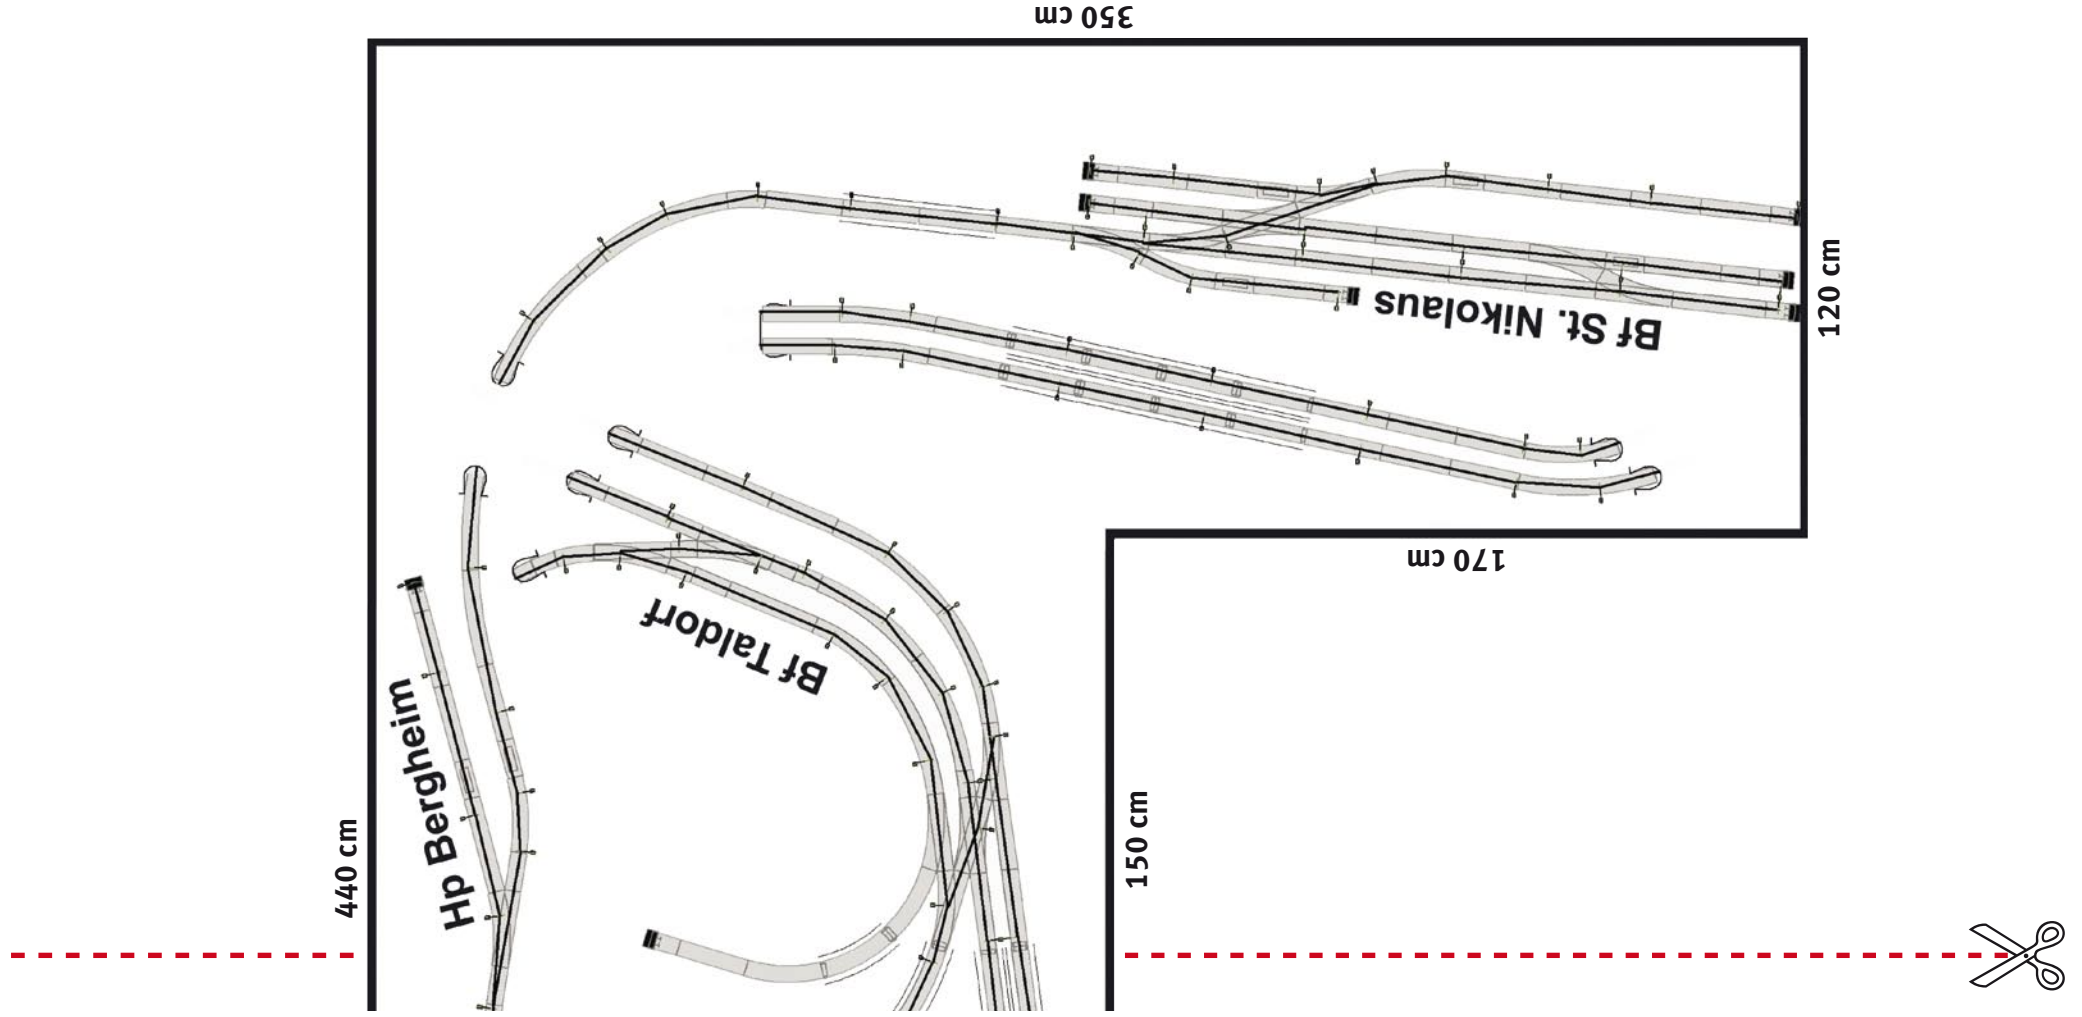 350 cm
Bf St. Nikolaus
120 cm
170 cm
Bf Taldorf
Hp Bergheim
440 cm
150 cm